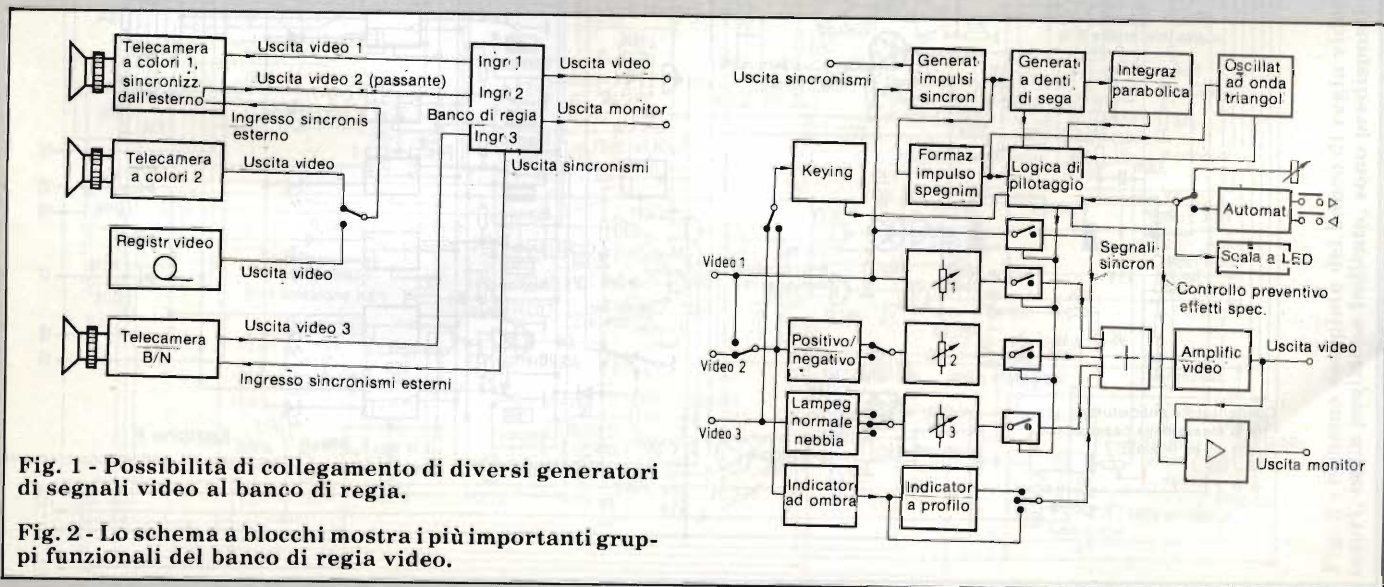 Telecamera
a colori 1,
sincronizz.
dall'esterno
Uscita video 1
Uscita video 2 (passante)
Ingresso sincronis
esterno
Ingr. 1
Ingr. 2
Banco di regia
Ingr. 3
Uscita video
Uscita monitor
Uscita sincronismi
Telecamera
a colori 2
Uscita video
Registr video
Uscita video
Telecamera
B/N
Uscita video 3
Ingresso sincronismi esterni
Fig. 1 - Possibilità di collegamento di diversi generatori
di segnali video al banco di regia.
Fig. 2 - Lo schema a blocchi mostra i più importanti grup-
pi funzionali del banco di regia video.
Uscita sincronismi
Generat
impulsi
sincron
Generat
a denti
di sega
Integraz
parabolica
Oscillat
ad onda
triangol
Keying
Formaz
impulso
spegnim
Logica di
pilotaggio
Automat
Scala a LED
Segnali
sincron
Controllo preventivo
effetti spec.
Video 1
1
Video 2
Positivo/
negativo
2
Video 3
Lampeg
normale
nebbia
3
Indicator
ad ombra
Indicator
a profilo
+
Amplific
video
Uscita video
Uscita monitor